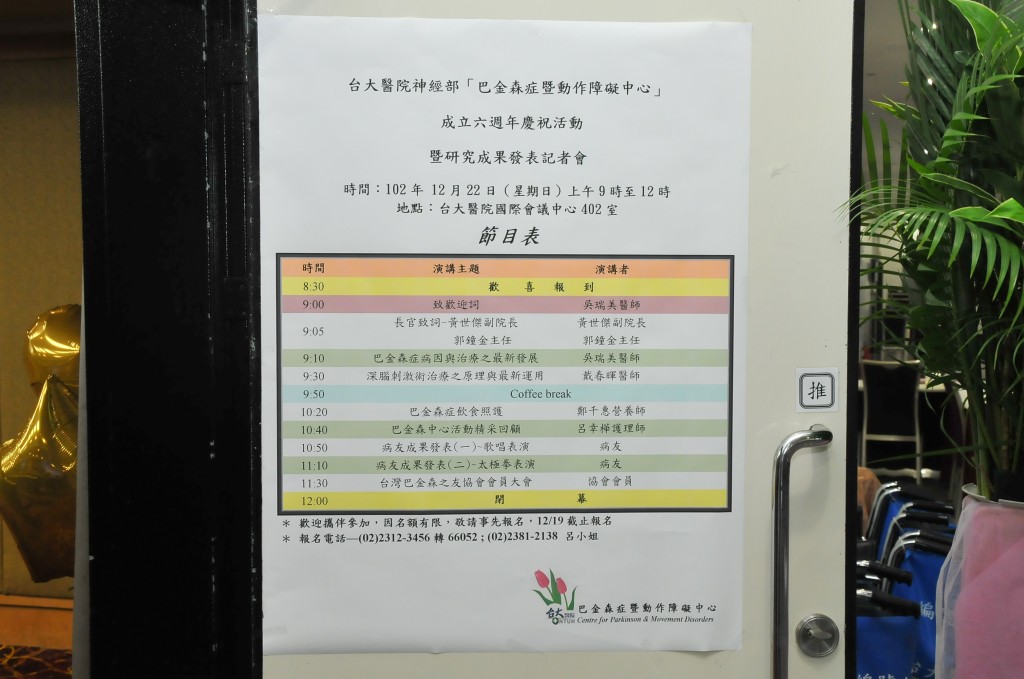 台大醫院神經部「巴金森症暨動作障礙中心」
成立六週年慶祝活動
暨研究成果發表記者會
時間：102 年 12 月 22 日（星期日）上午 9 時至 12 時
地點：台大醫院國際會議中心 402 室
節目表
時間 演講主題 演講者
8:30 歡 喜 報 到
9:00 致歡迎詞 吳瑞美醫師
9:05 長官致詞-黃世傑副院長 黃世傑副院長
郭鐘金主任 郭鐘金主任
9:10 巴金森症病因與治療之最新發展 吳瑞美醫師
9:30 深腦刺激術治療之原理與最新運用 戴春暉醫師
9:50 Coffee break
10:20 巴金森症飲食照護 鄭千惠營養師
10:40 巴金森中心活動精采回顧 呂幸樺護理師
10:50 病友成果發表(一)-歌唱表演 病友
11:10 病友成果發表(二)-太極拳表演 病友
11:30 台灣巴金森之友協會會員大會 協會會員
12:00 閉 幕
＊ 歡迎攜伴參加，因名額有限，敬請事先報名，12/19 截止報名
＊ 報名電話—(02)2312-3456 轉 66052 ; (02)2381-2138 呂小姐
台大醫院 巴金森症暨動作障礙中心
NTUH Centre for Parkinson & Movement Disorders
推